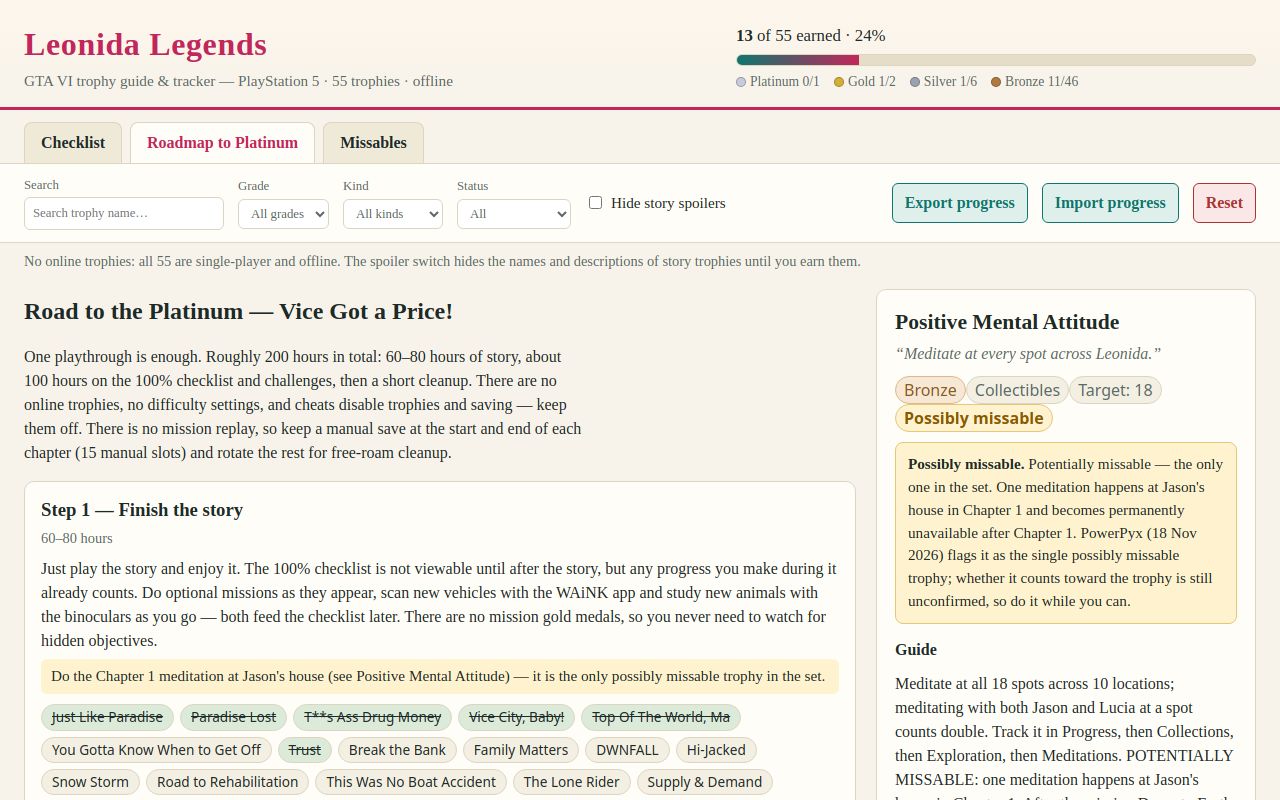 Leonida Legends
GTA VI trophy guide & tracker — PlayStation 5 · 55 trophies · offline
13 of 55 earned · 24%
Platinum 0/1 Gold 1/2 Silver 1/6 Bronze 11/46
Checklist Roadmap to Platinum Missables
Search Grade Kind Status
Search trophy name… All grades All kinds All Hide story spoilers Export progress Import progress Reset
No online trophies: all 55 are single-player and offline. The spoiler switch hides the names and descriptions of story trophies until you earn them.
Road to the Platinum — Vice Got a Price!
One playthrough is enough. Roughly 200 hours in total: 60–80 hours of story, about
100 hours on the 100% checklist and challenges, then a short cleanup. There are no
online trophies, no difficulty settings, and cheats disable trophies and saving — keep
them off. There is no mission replay, so keep a manual save at the start and end of each
chapter (15 manual slots) and rotate the rest for free-roam cleanup.
Step 1 — Finish the story
60–80 hours
Just play the story and enjoy it. The 100% checklist is not viewable until after the story, but any progress you make during it
already counts. Do optional missions as they appear, scan new vehicles with the WAiNK app and study new animals with
the binoculars as you go — both feed the checklist later. There are no mission gold medals, so you never need to watch for
hidden objectives.
Do the Chapter 1 meditation at Jason's house (see Positive Mental Attitude) — it is the only possibly missable trophy in the set.
Just Like Paradise Paradise Lost T**s Ass Drug Money Vice City, Baby! Top Of The World, Ma
You Gotta Know When to Get Off Trust Break the Bank Family Matters DWNFALL Hi-Jacked
Snow Storm Road to Rehabilitation This Was No Boat Accident The Lone Rider Supply & Demand
Positive Mental Attitude
“Meditate at every spot across Leonida.”
Bronze Collectibles Target: 18
Possibly missable
Possibly missable. Potentially missable — the only
one in the set. One meditation happens at Jason's
house in Chapter 1 and becomes permanently
unavailable after Chapter 1. PowerPyx (18 Nov
2026) flags it as the single possibly missable
trophy; whether it counts toward the trophy is still
unconfirmed, so do it while you can.
Guide
Meditate at all 18 spots across 10 locations;
meditating with both Jason and Lucia at a spot
counts double. Track it in Progress, then Collections,
then Exploration, then Meditations. POTENTIALLY
MISSABLE: one meditation happens at Jason's